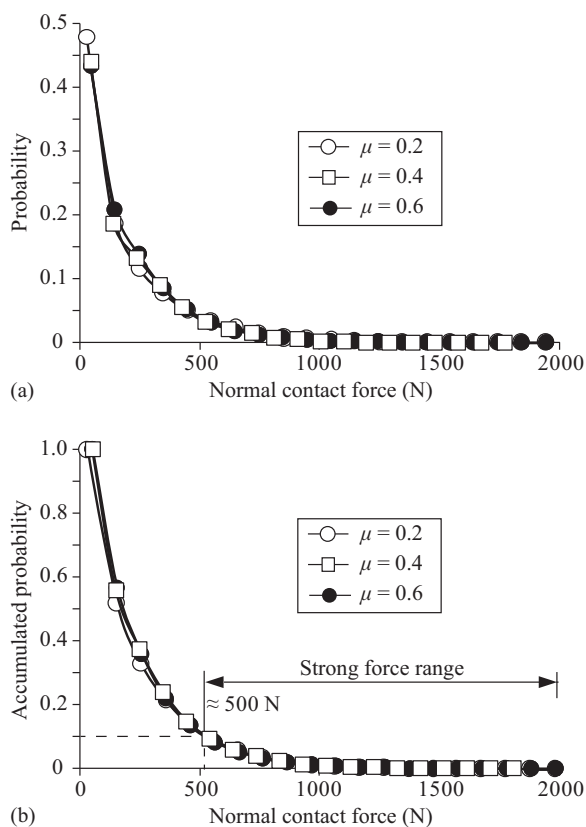 0.5
0.4
0.3
0.2
0.1
0
Probability
μ = 0.2
μ = 0.4
μ = 0.6
0 500 1000 1500 2000
(a) Normal contact force (N)
1.0
0.8
0.6
0.4
0.2
0
Accumulated probability
μ = 0.2
μ = 0.4
μ = 0.6
Strong force range
≈ 500 N
0 500 1000 1500 2000
(b) Normal contact force (N)